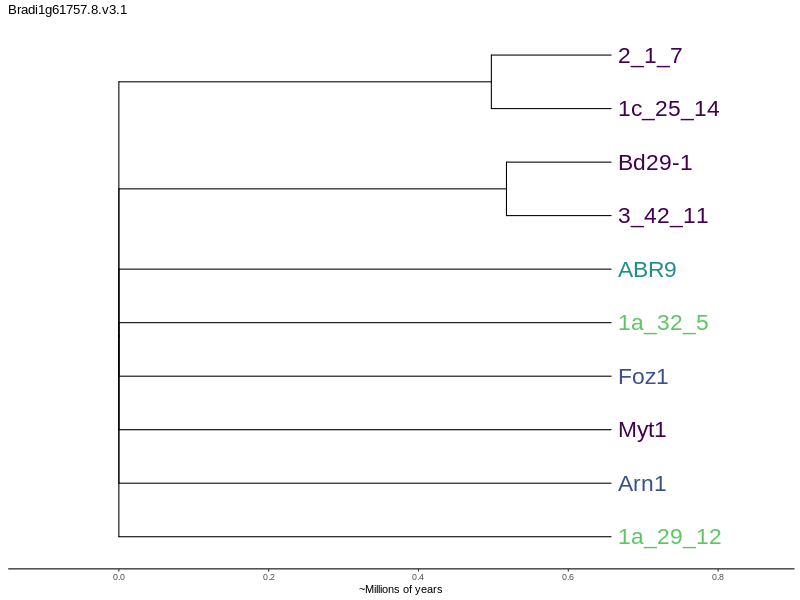 Bradi1g61757.8.v3.1
2_1_7
1c_25_14
Bd29-1
3_42_11
ABR9
1a_32_5
Foz1
Myt1
Arn1
1a_29_12
0.0 0.2 0.4 0.6 0.8
~Millions of years